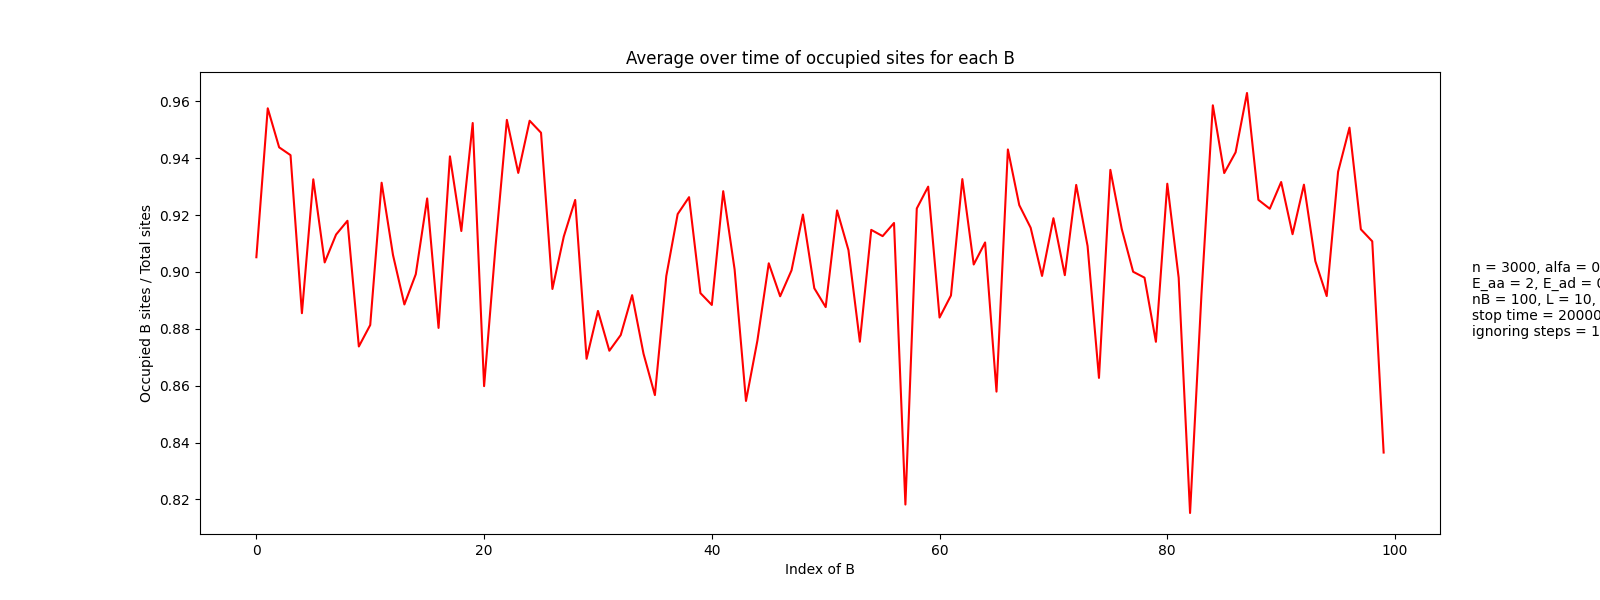 Average over time of occupied sites for each B
0.96
0.94
0.92
0.90
0.88
0.86
0.84
0.82
Occupied B sites / Total sites
0
20
40
60
80
100
Index of B
n = 3000, alfa = 0
E_aa = 2, E_ad = 0
nB = 100, L = 10,
stop time = 20000
ignoring steps = 1